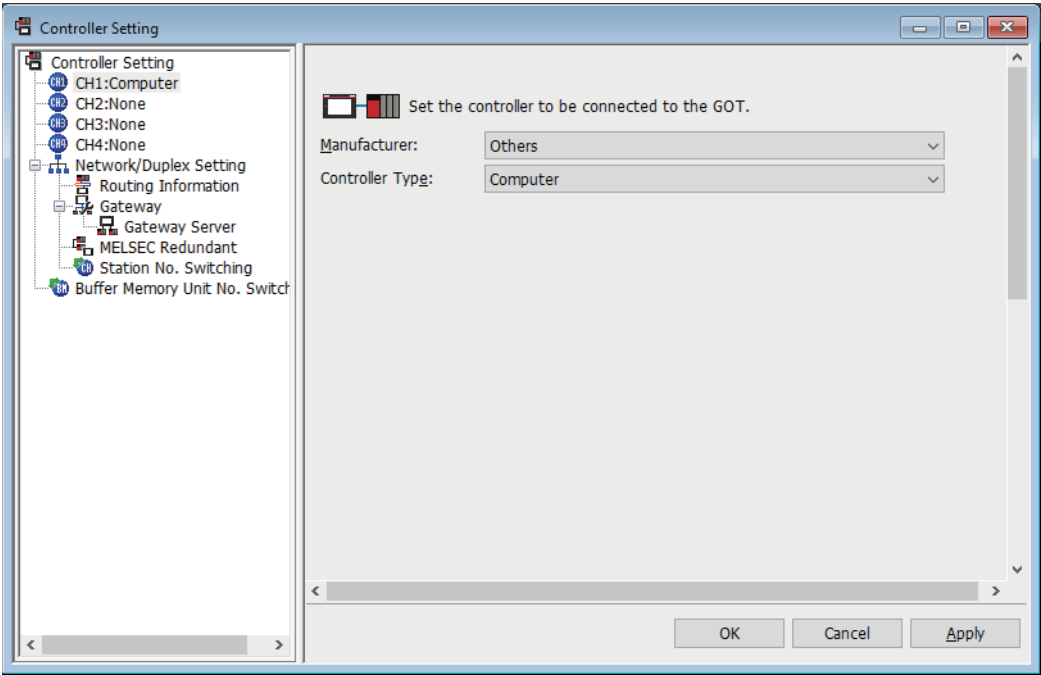 Controller Setting
Controller Setting
CH1:Computer
CH2:None
CH3:None
CH4:None
Network/Duplex Setting
Routing Information
Gateway
Gateway Server
MELSEC Redundant
Station No. Switching
Buffer Memory Unit No. Switch
Set the controller to be connected to the GOT.
Manufacturer: Others
Controller Type: Computer
OK Cancel Apply